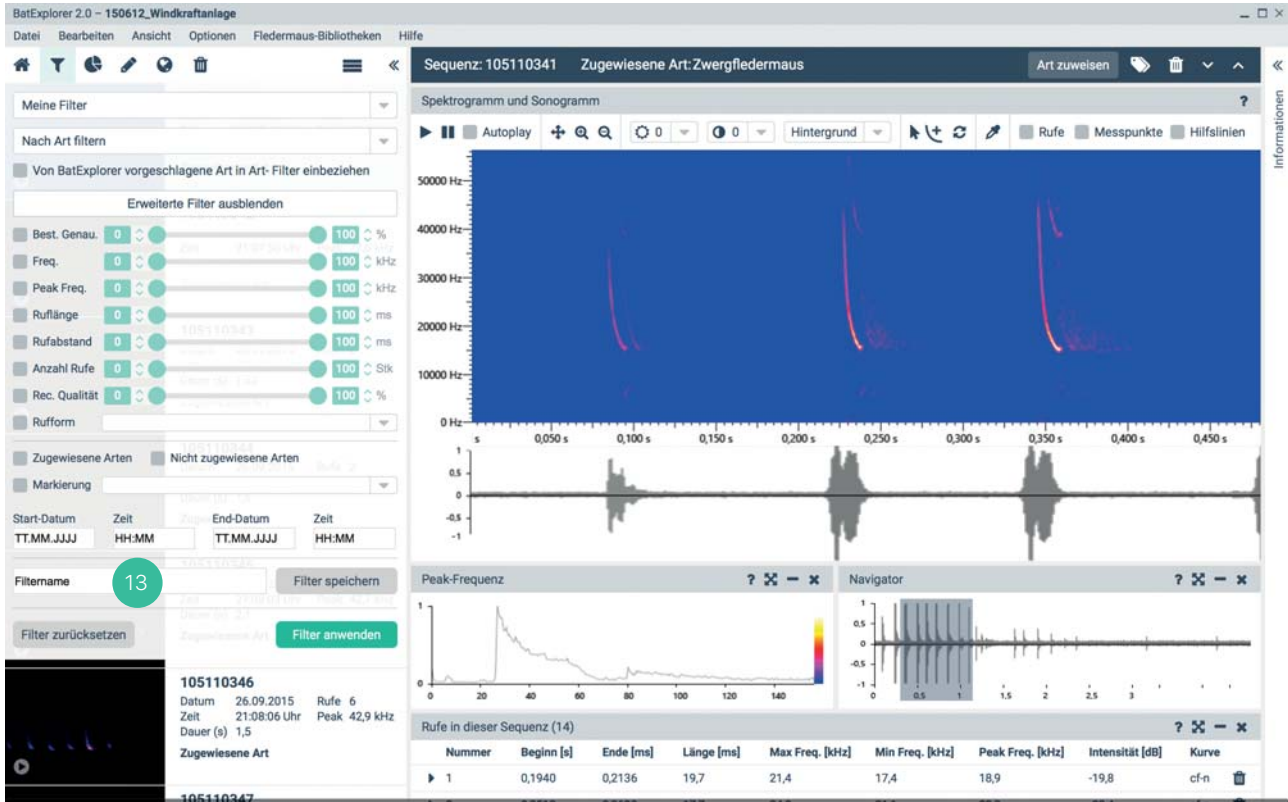 BatExplorer 2.0 – 150612_Windkraftanlage
Datei Bearbeiten Ansicht Optionen Fledermaus-Bibliotheken Hilfe
Meine Filter
Nach Art filtern
Von BatExplorer vorgeschlagene Art in Art- Filter einbeziehen
Erweiterte Filter ausblenden
Best. Genau. 0 100 %
Freq. 0 100 kHz
Peak Freq. 0 100 kHz
Ruflänge 0 100 ms
Rufabstand 0 100 ms
Anzahl Rufe 0 100 Stk
Rec. Qualität 0 100 %
Rufform
Zugewiesene Arten Nicht zugewiesene Arten
Markierung
Start-Datum Zeit End-Datum Zeit
TT.MM.JJJJ HH:MM TT.MM.JJJJ HH:MM
Filtername 13 Filter speichern
Filter zurücksetzen Filter anwenden
105110346
Datum 26.09.2015 Rufe 6
Zeit 21:08:06 Uhr Peak 42,9 kHz
Dauer (s) 1,5
Zugewiesene Art
105110347
Sequenz: 105110341 Zugewiesene Art: Zwergfledermaus Art zuweisen
Spektrogramm und Sonogramm ?
Autoplay 0 0 Hintergrund Rufe Messpunkte Hilfslinien
50000 Hz
40000 Hz
30000 Hz
20000 Hz
10000 Hz
0 Hz
s 0,050 s 0,100 s 0,150 s 0,200 s 0,250 s 0,300 s 0,350 s 0,400 s 0,450 s
1
0.5
0
-0,5
-1
Peak-Frequenz ?
1
0
0 20 40 60 80 100 120 140
Navigator ?
1
0.5
0
-0.5
-1
0 0.5 1 1,5 2 2,5 3
Rufe in dieser Sequenz (14) ?
Nummer Beginn [s] Ende [ms] Länge [ms] Max Freq. [kHz] Min Freq. [kHz] Peak Freq. [kHz] Intensität [dB] Kurve
1 0,1940 0,2136 19,7 21,4 17,4 18,9 -19,8 cf-n
Informationen